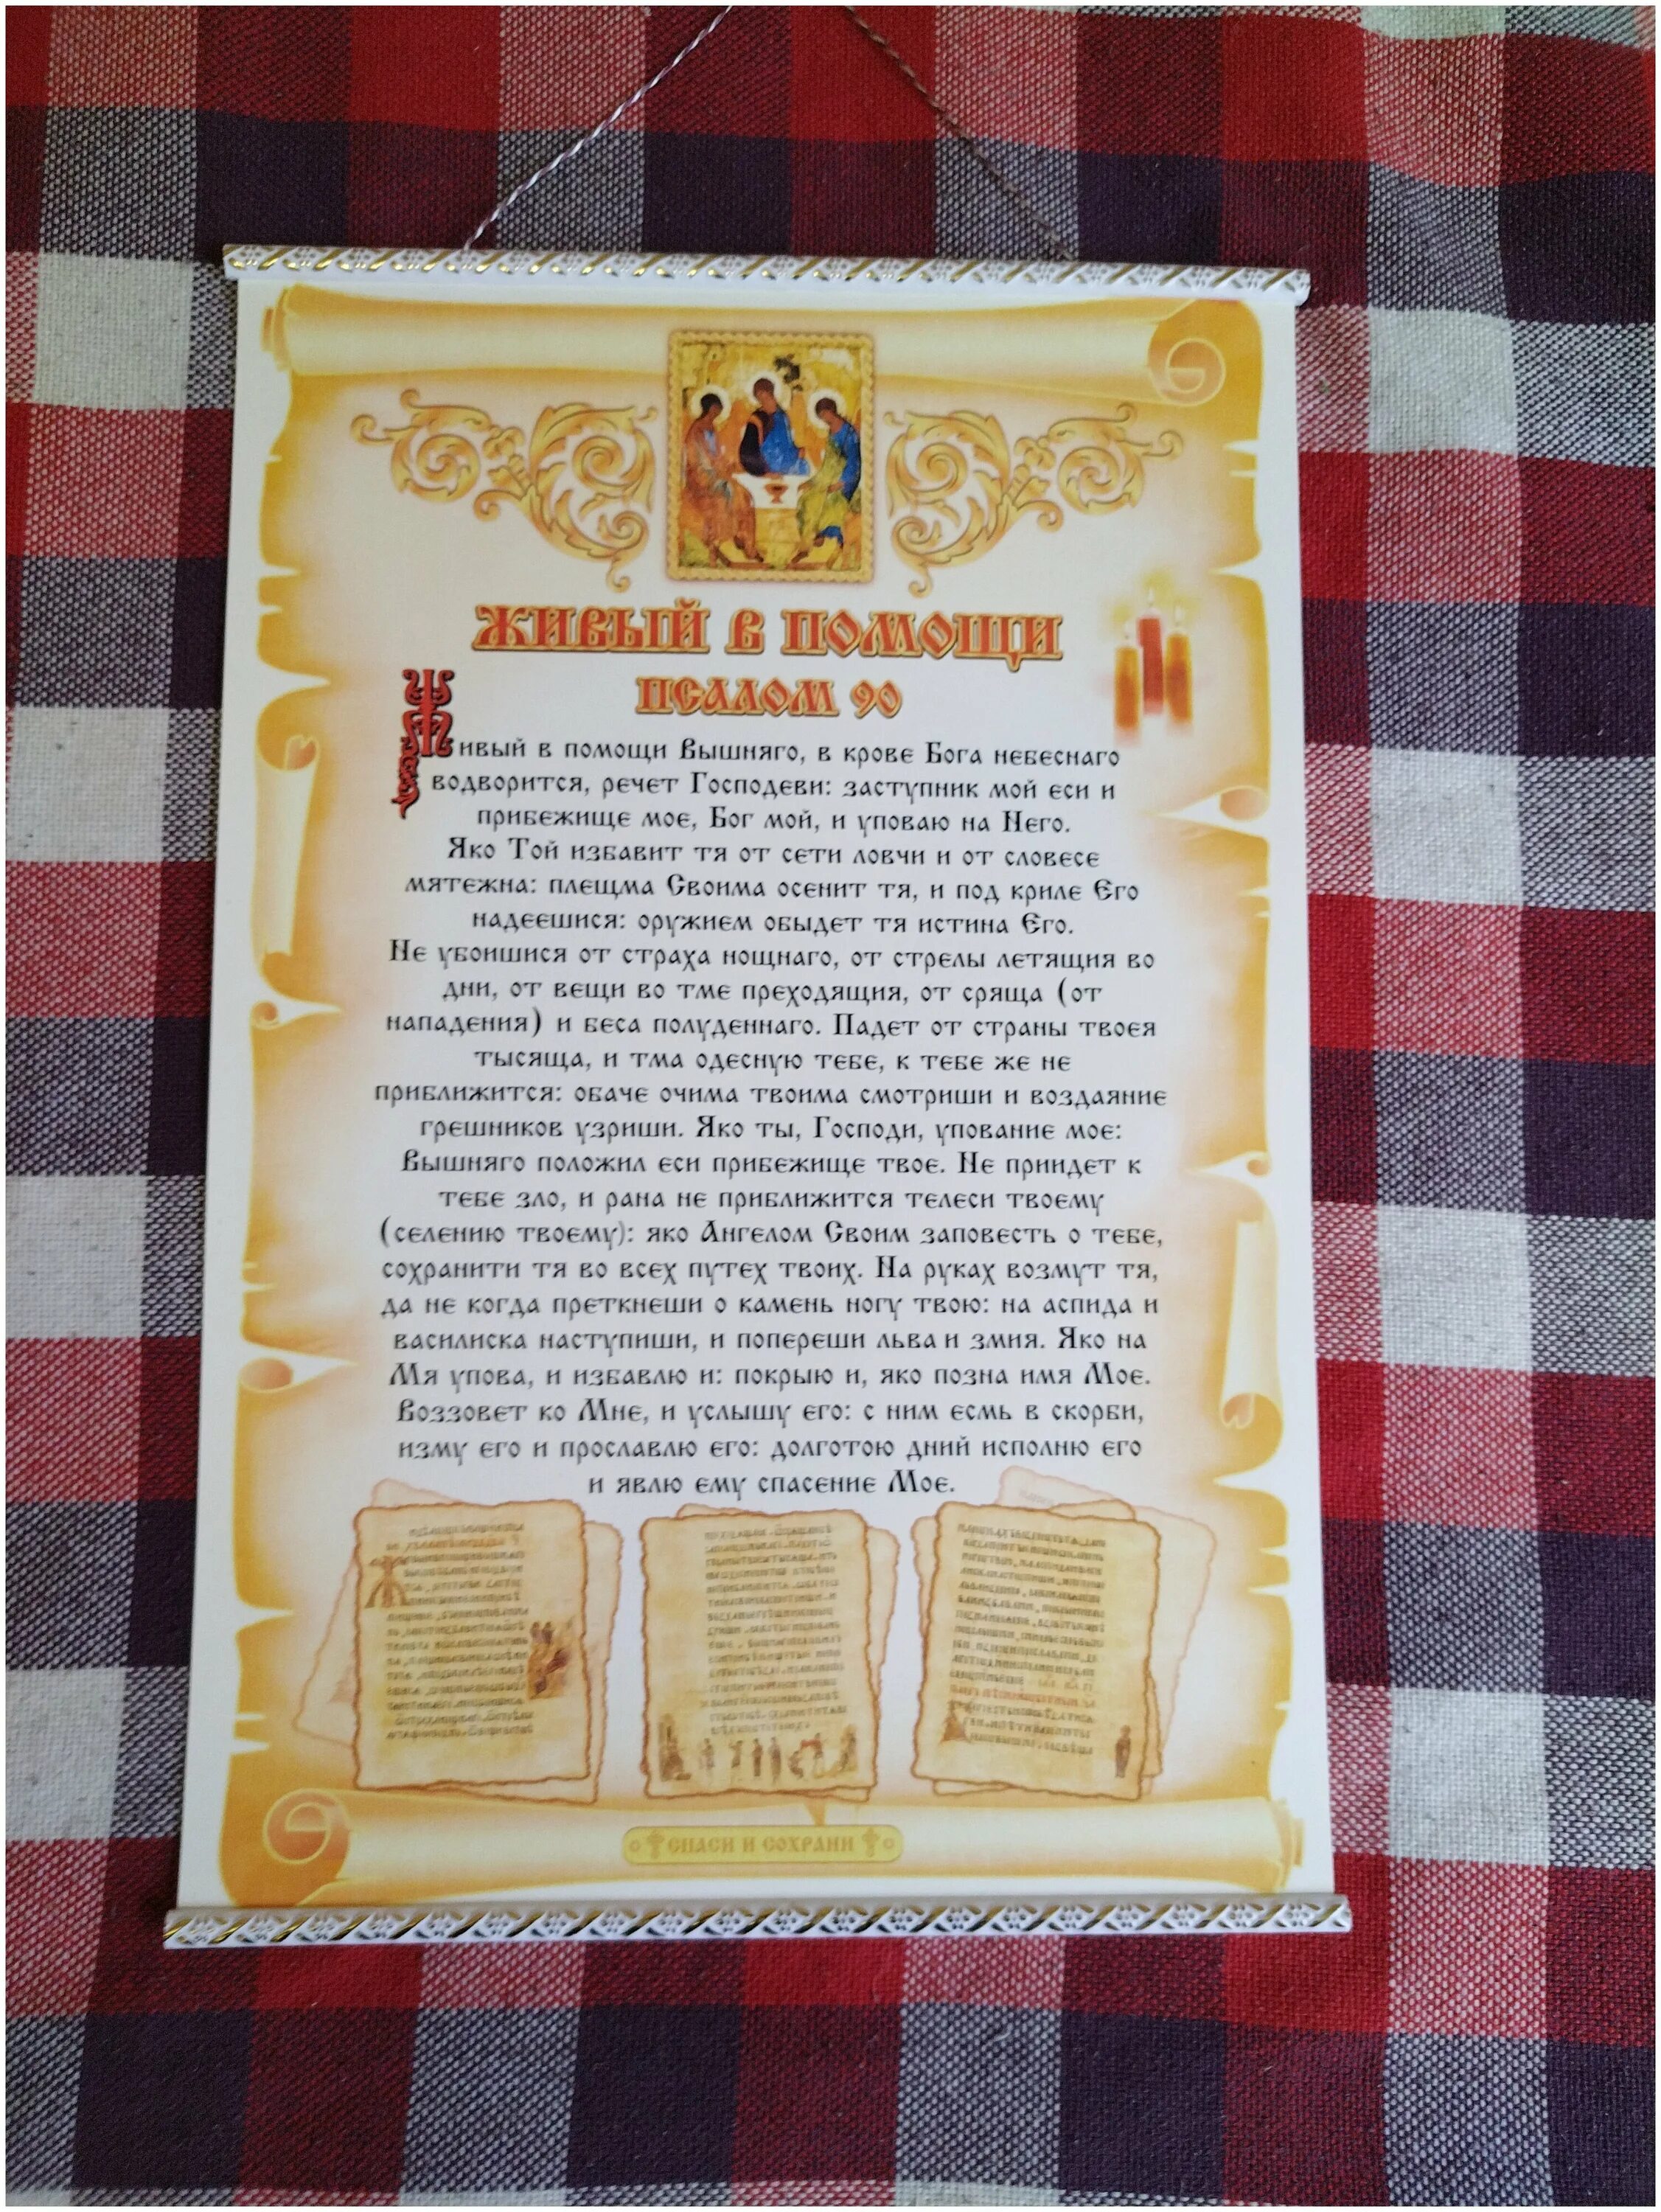 ЖИВЫЙ В ПОМОЩИ
ПСАЛОМ 90
Живый в помощи Вышняго, в крове Бога небеснаго
водворится, речет Господеви: заступник мой еси и
прибежище мое, Бог мой, и уповаю на Него.
Яко Той избавит тя от сети ловчи и от словесе
мятежна: плещма Своима осенит тя, и под криле Его
надеешися: оружием обыдет тя истина Его.
Не убоишися от страха нощнаго, от стрелы летящия во
дни, от вещи во тме преходящия, от сряща (от
нападения) и беса полуденнаго. Падет от страны твоея
тысяща, и тма одесную тебе, к тебе же не
приближится: обаче очима твоима смотриши и воздаяние
грешников узриши. Яко ты, Господи, упование мое:
Вышняго положил еси прибежище твое. Не приидет к
тебе зло, и рана не приближится телеси твоему
(селению твоему): яко Ангелом Своим заповесть о тебе,
сохранити тя во всех путех твоих. На руках возмут тя,
да не когда преткнеши о камень ногу твою: на аспида и
василиска наступиши, и попереши льва и змия. Яко на
Мя упова, и избавлю и: покрыю и, яко позна имя Мое.
Воззовет ко Мне, и услышу его: с ним есмь в скорби,
изму его и прославлю его: долготою дний исполню его
и явлю ему спасение Мое.
СПАСИ И СОХРАНИ